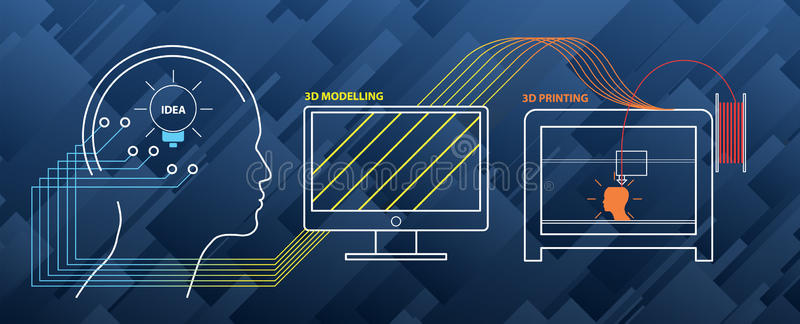 IDEA
3D MODELLING
3D PRINTING
dreamstime